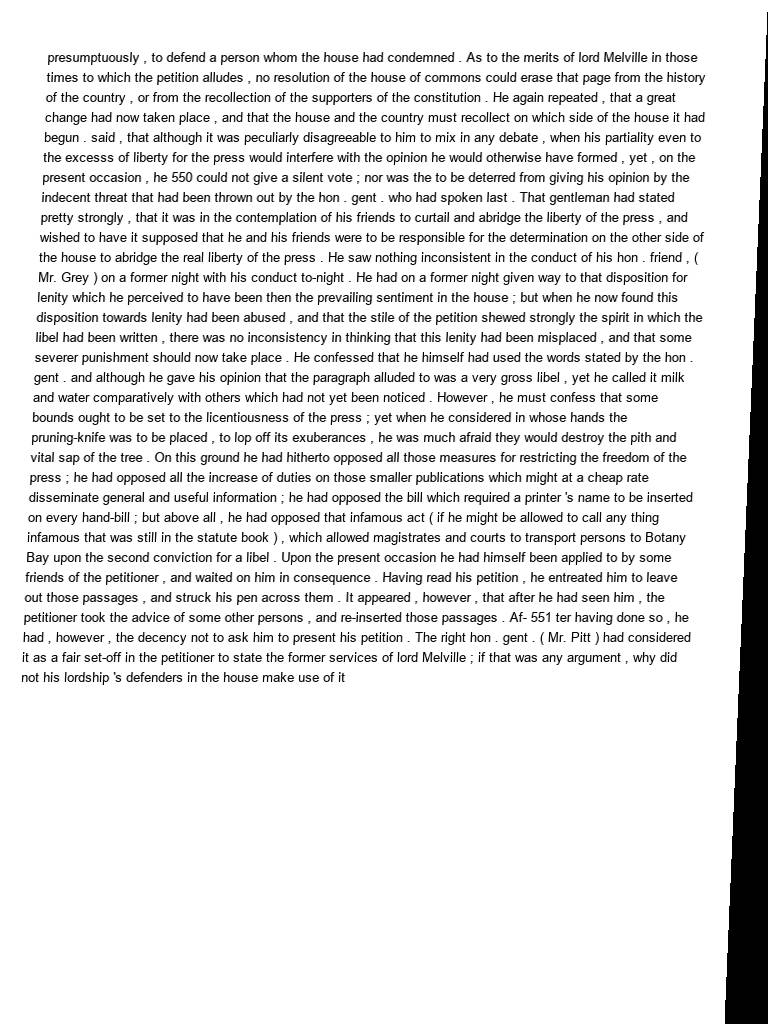 presumptuously , to defend a person whom the house had condemned . As to the merits of lord Melville in those
times to which the petition alludes , no resolution of the house of commons could erase that page from the history
of the country , or from the recollection of the supporters of the constitution . He again repeated , that a great
change had now taken place , and that the house and the country must recollect on which side of the house it had
begun . said , that although it was peculiarly disagreeable to him to mix in any debate , when his partiality even to
the excesss of liberty for the press would interfere with the opinion he would otherwise have formed , yet , on the
present occasion , he 550 could not give a silent vote ; nor was the to be deterred from giving his opinion by the
indecent threat that had been thrown out by the hon . gent . who had spoken last . That gentleman had stated
pretty strongly , that it was in the contemplation of his friends to curtail and abridge the liberty of the press , and
wished to have it supposed that he and his friends were to be responsible for the determination on the other side of
the house to abridge the real liberty of the press . He saw nothing inconsistent in the conduct of his hon . friend , (
Mr. Grey ) on a former night with his conduct to-night . He had on a former night given way to that disposition for
lenity which he perceived to have been then the prevailing sentiment in the house ; but when he now found this
disposition towards lenity had been abused , and that the stile of the petition shewed strongly the spirit in which the
libel had been written , there was no inconsistency in thinking that this lenity had been misplaced , and that some
severer punishment should now take place . He confessed that he himself had used the words stated by the hon .
gent . and although he gave his opinion that the paragraph alluded to was a very gross libel , yet he called it milk
and water comparatively with others which had not yet been noticed . However , he must confess that some
bounds ought to be set to the licentiousness of the press ; yet when he considered in whose hands the
pruning-knife was to be placed , to lop off its exuberances , he was much afraid they would destroy the pith and
vital sap of the tree . On this ground he had hitherto opposed all those measures for restricting the freedom of the
press ; he had opposed all the increase of duties on those smaller publications which might at a cheap rate
disseminate general and useful information ; he had opposed the bill which required a printer 's name to be inserted
on every hand-bill ; but above all , he had opposed that infamous act ( if he might be allowed to call any thing
infamous that was still in the statute book ) , which allowed magistrates and courts to transport persons to Botany
Bay upon the second conviction for a libel . Upon the present occasion he had himself been applied to by some
friends of the petitioner , and waited on him in consequence . Having read his petition , he entreated him to leave
out those passages , and struck his pen across them . It appeared , however , that after he had seen him , the
petitioner took the advice of some other persons , and re-inserted those passages . Af- 551 ter having done so , he
had , however , the decency not to ask him to present his petition . The right hon . gent . ( Mr. Pitt ) had considered
it as a fair set-off in the petitioner to state the former services of lord Melville ; if that was any argument , why did
not his lordship 's defenders in the house make use of it